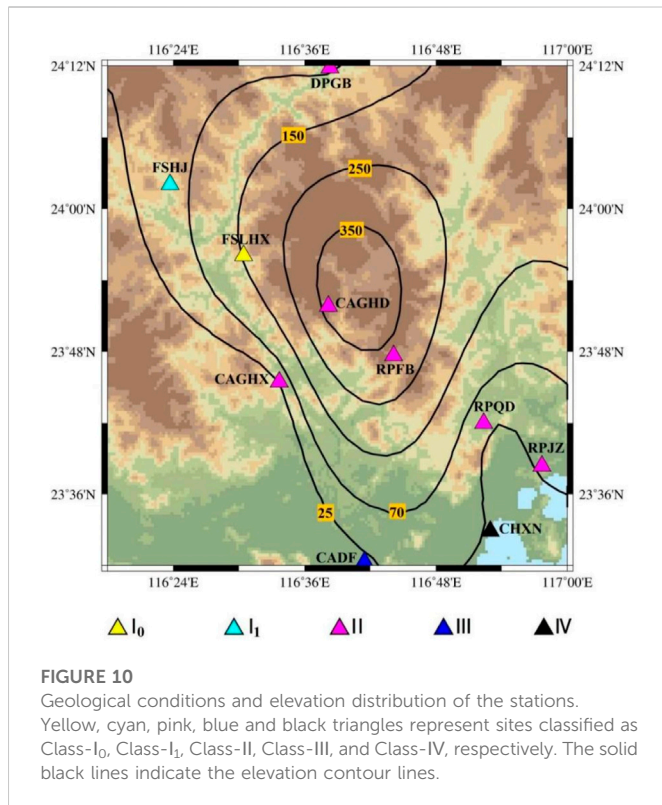 116°24'E 116°36'E 116°48'E 117°00'E
24°12'N 24°12'N
DPGB
150
FSHJ
250
24°00'N 24°00'N
350
FSLHX
CAGHD
23°48'N 23°48'N
RPFB
CAGHX
RPQD
RPJZ
23°36'N 23°36'N
25 70
CHXN
CADF
116°24'E 116°36'E 116°48'E 117°00'E
I₀ I₁ II III IV
FIGURE 10
Geological conditions and elevation distribution of the stations.
Yellow, cyan, pink, blue and black triangles represent sites classified as
Class-I₀, Class-I₁, Class-II, Class-III, and Class-IV, respectively. The solid
black lines indicate the elevation contour lines.